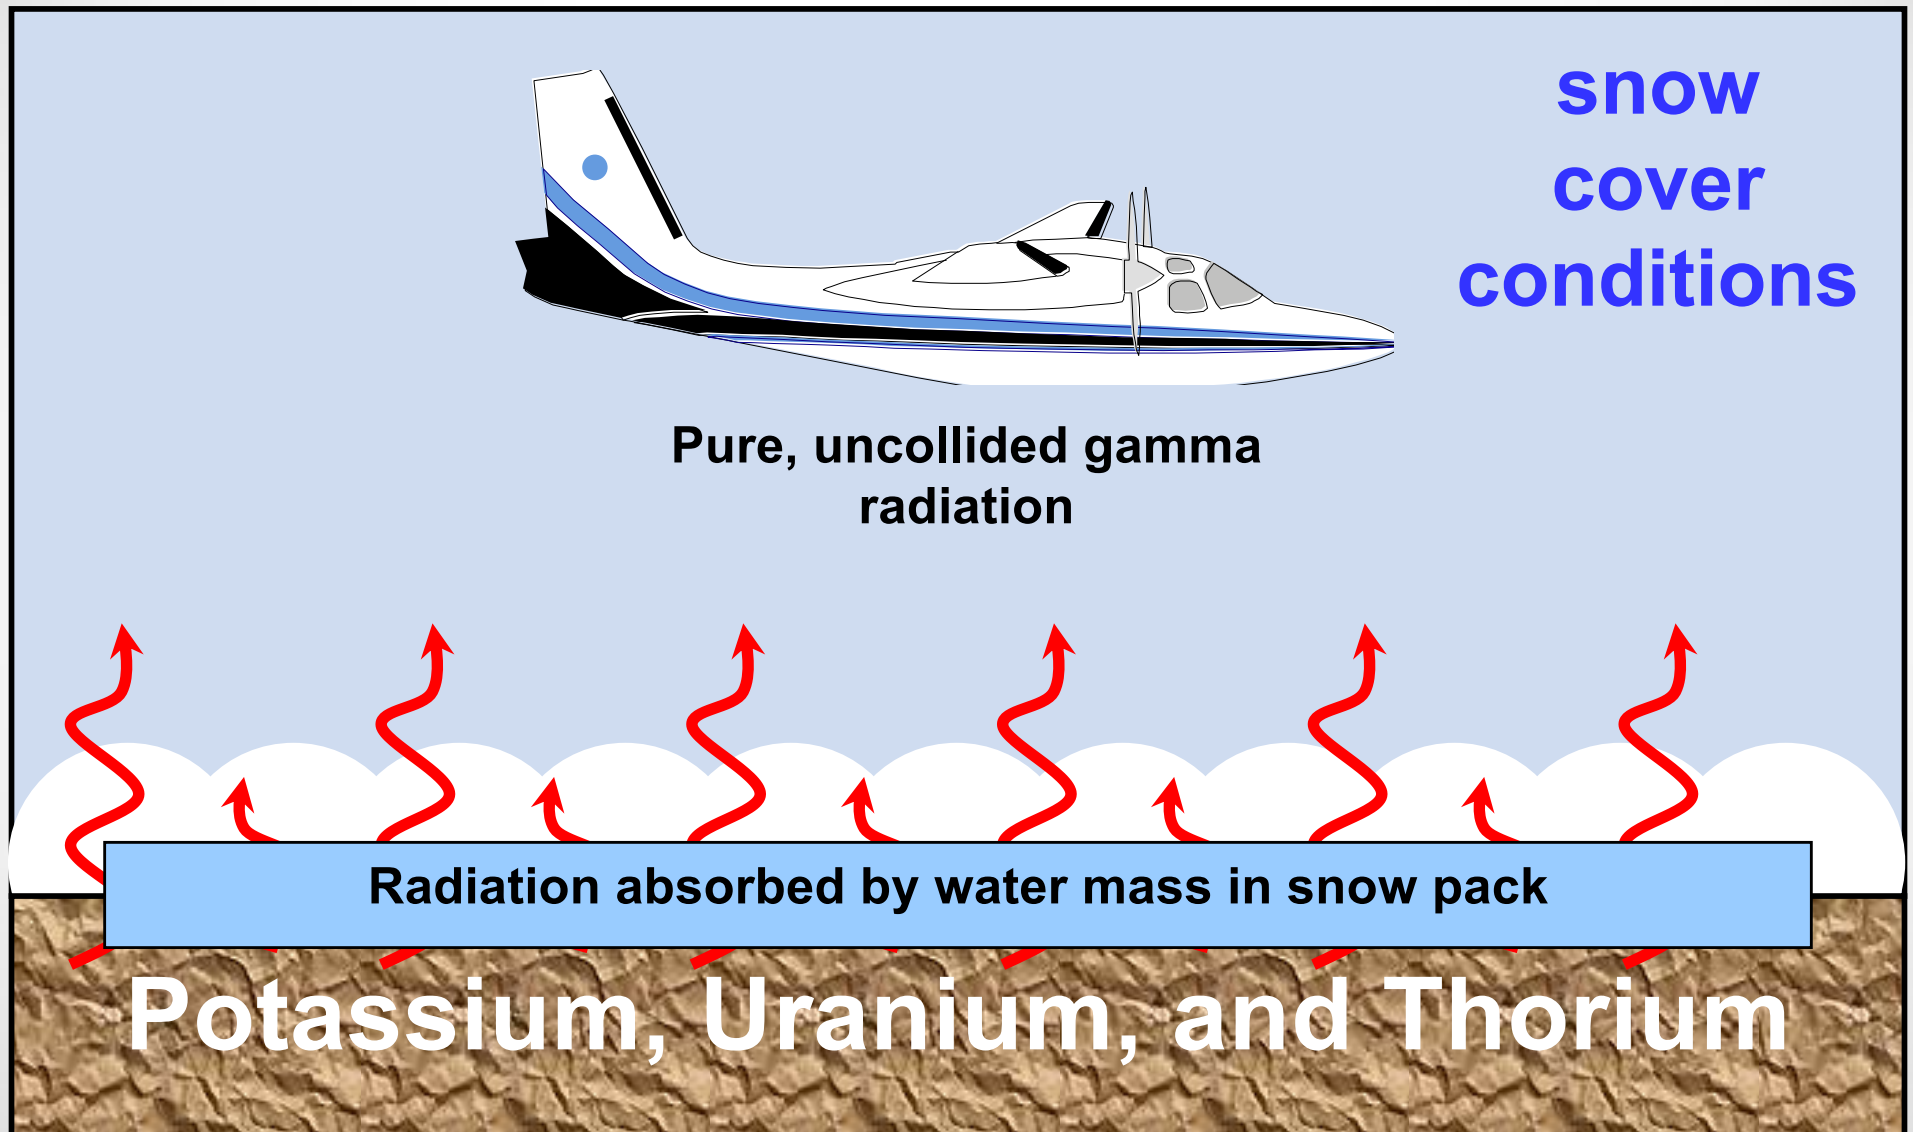 snow
cover
conditions
Pure, uncollided gamma
radiation
Radiation absorbed by water mass in snow pack
Potassium, Uranium, and Thorium